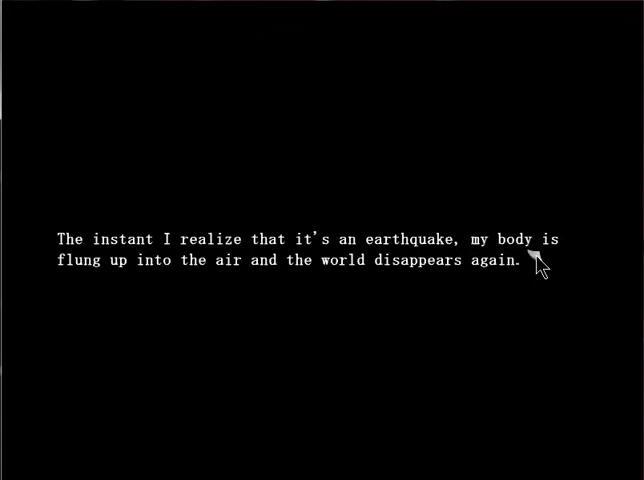 The instant I realize that it's an earthquake, my body is
flung up into the air and the world disappears again.